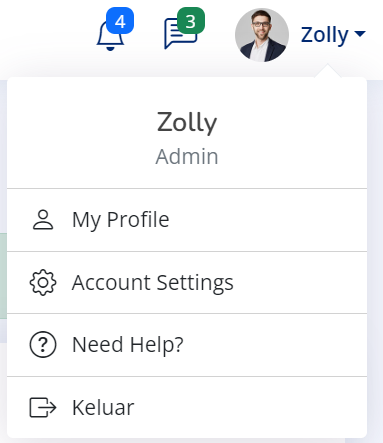 4
3
Zolly
Zolly
Admin
My Profile
Account Settings
Need Help?
Keluar